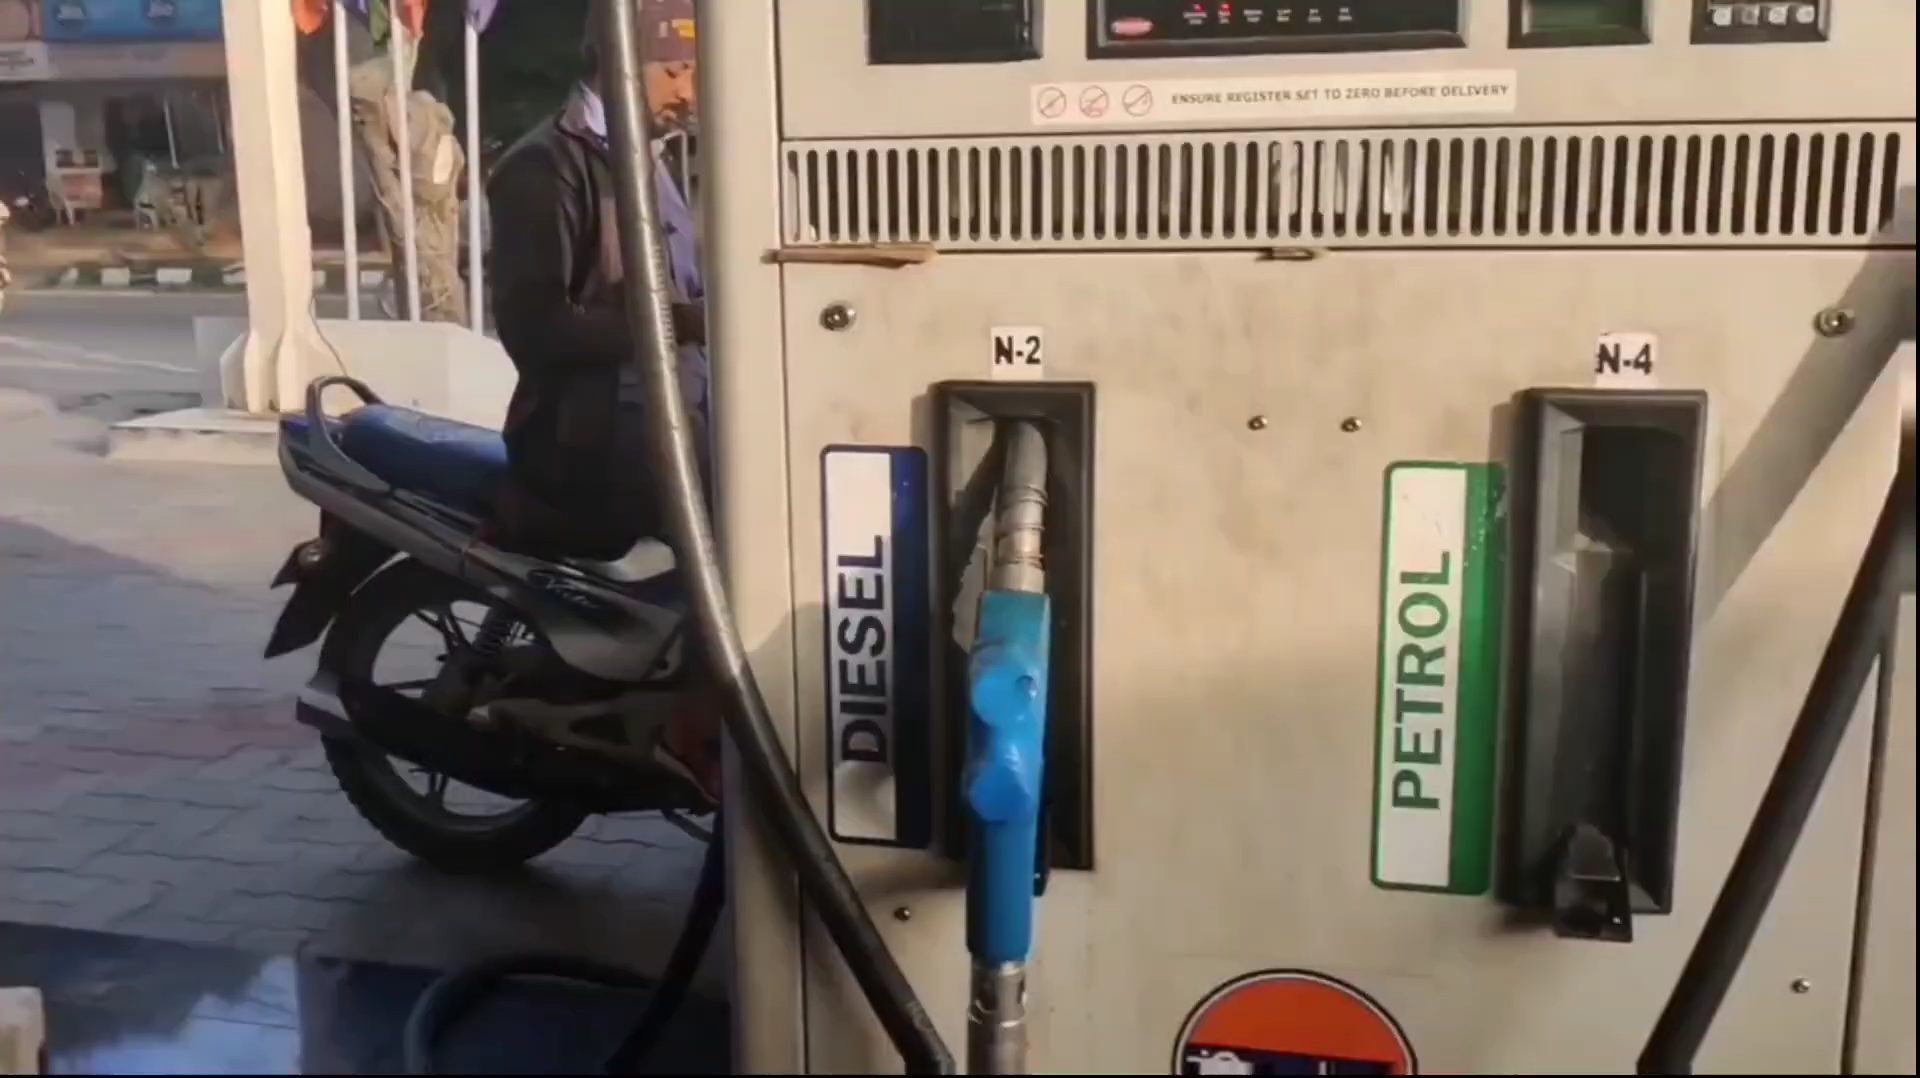 ENSURE REGISTER SET TO ZERO BEFORE DELIVERY
N-2
N-4
DIESEL
PETROL